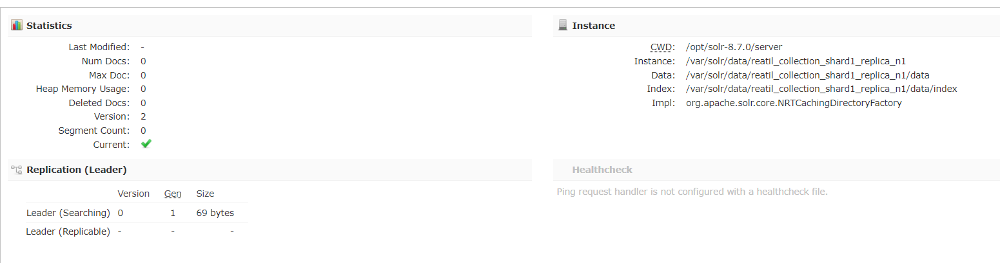 Statistics
Last Modified: -
Num Docs: 0
Max Doc: 0
Heap Memory Usage: 0
Deleted Docs: 0
Version: 2
Segment Count: 0
Current:
Instance
CWD: /opt/solr-8.7.0/server
Instance: /var/solr/data/reatil_collection_shard1_replica_n1
Data: /var/solr/data/reatil_collection_shard1_replica_n1/data
Index: /var/solr/data/reatil_collection_shard1_replica_n1/data/index
Impl: org.apache.solr.core.NRTCachingDirectoryFactory
Replication (Leader)
Version Gen Size
Leader (Searching) 0 1 69 bytes
Leader (Replicable) - - -
Healthcheck
Ping request handler is not configured with a healthcheck file.